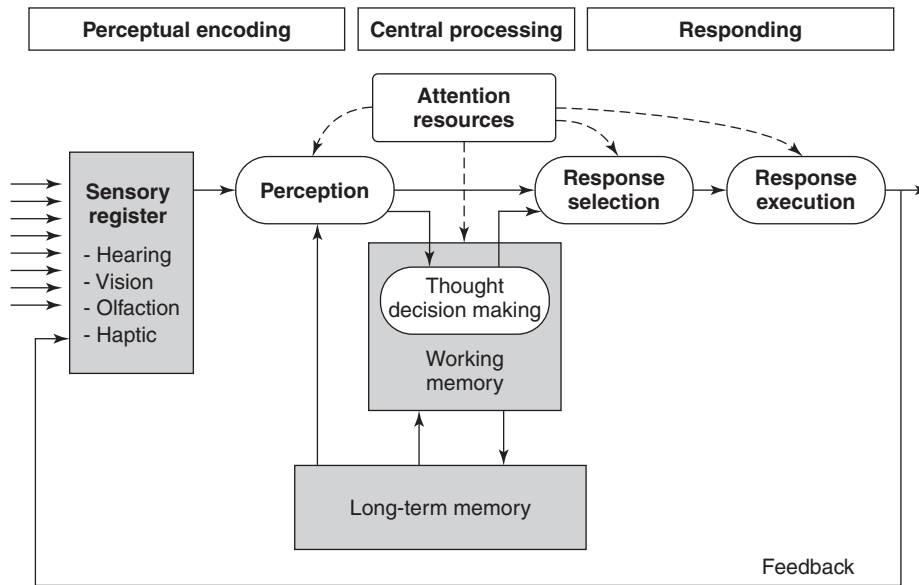 Perceptual encoding
Central processing
Responding
Attention
resources
Sensory
register
- Hearing
- Vision
- Olfaction
- Haptic
Perception
Response
selection
Response
execution
Thought
decision making
Working
memory
Long-term memory
Feedback